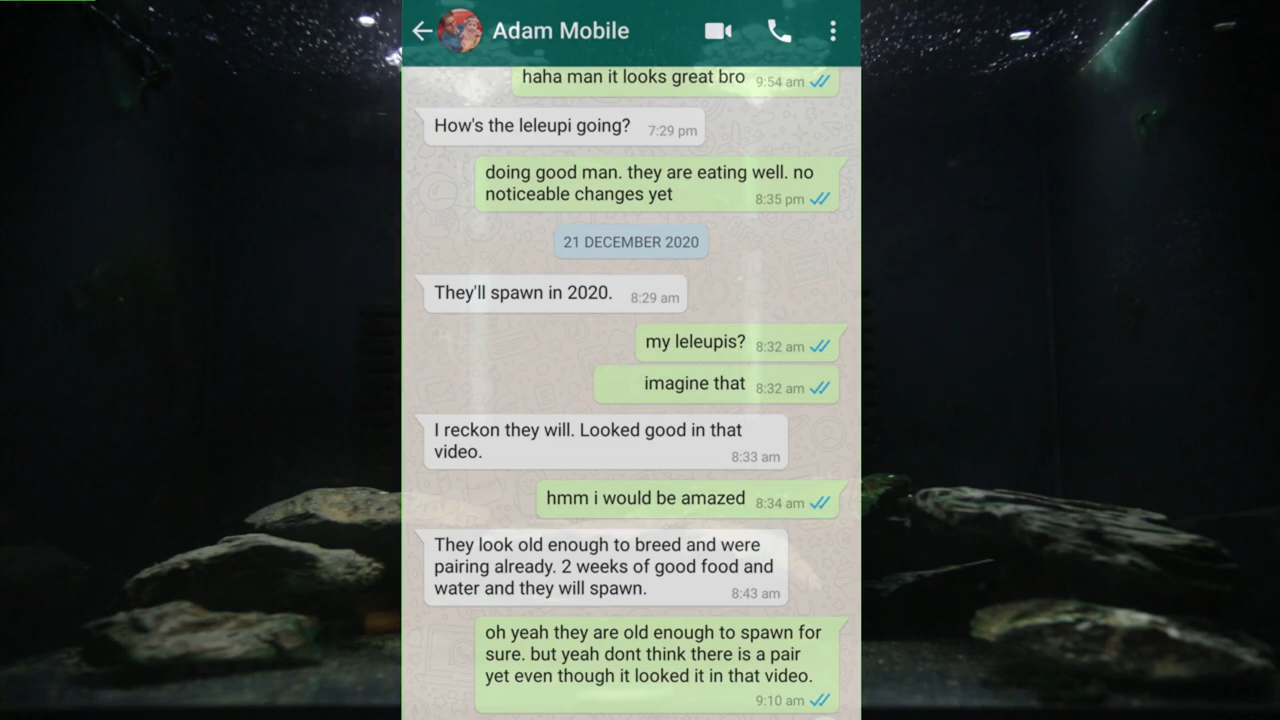 Adam Mobile
haha man it looks great bro 9:54 am
How's the leleupi going? 7:29 pm
doing good man. they are eating well. no
noticeable changes yet 8:35 pm
21 DECEMBER 2020
They'll spawn in 2020. 8:29 am
my leleupis? 8:32 am
imagine that 8:32 am
I reckon they will. Looked good in that
video. 8:33 am
hmm i would be amazed 8:34 am
They look old enough to breed and were
pairing already. 2 weeks of good food and
water and they will spawn. 8:43 am
oh yeah they are old enough to spawn for
sure. but yeah dont think there is a pair
yet even though it looked it in that video.
9:10 am